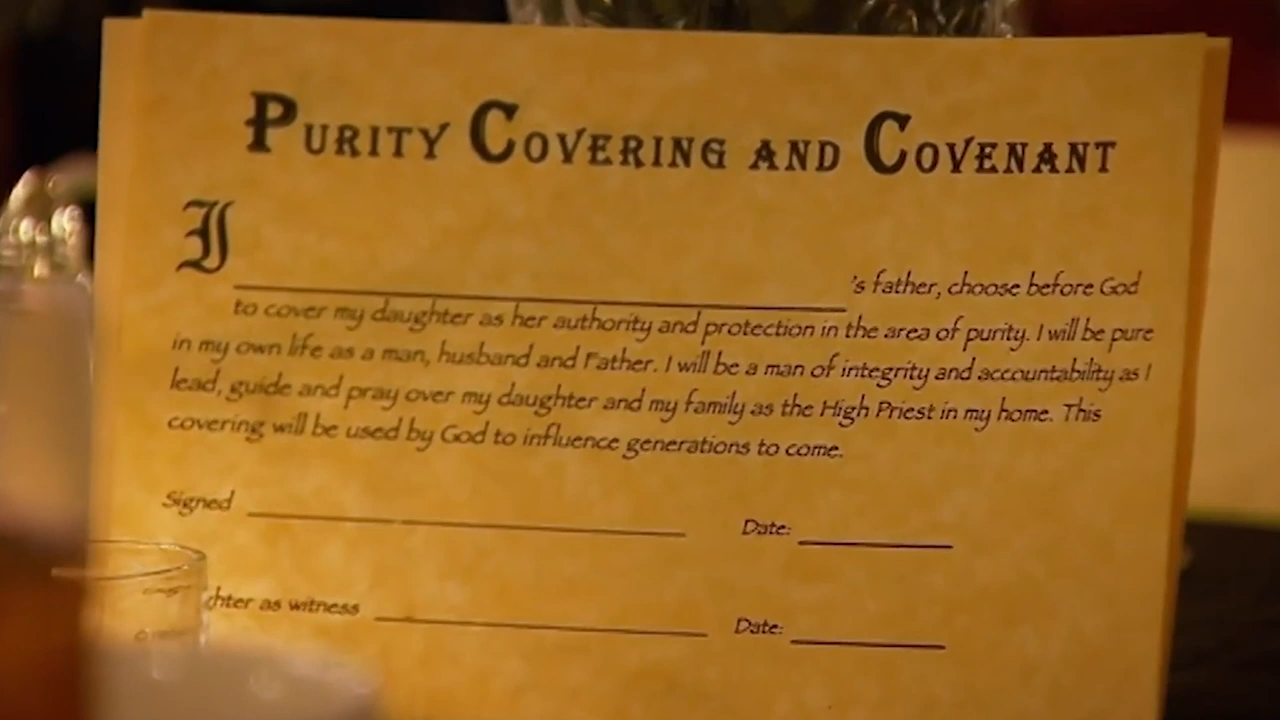 Purity Covering and Covenant
I
's father, choose before God
to cover my daughter as her authority and protection in the area of purity. I will be pure
in my own life as a man, husband and Father. I will be a man of integrity and accountability as I
lead, guide and pray over my daughter and my family as the High Priest in my home. This
covering will be used by God to influence generations to come.
Signed Date:
hter as witness Date: